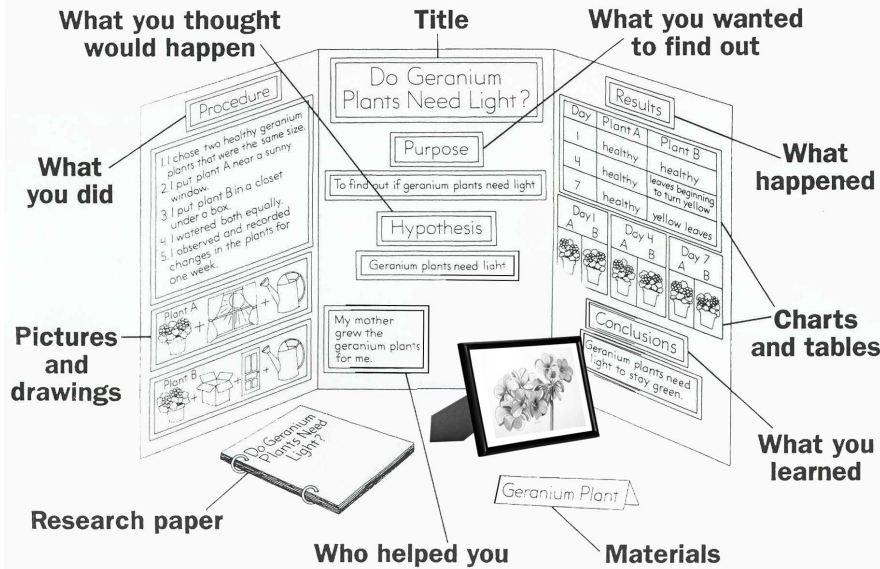 What you thought
would happen
Title
What you wanted
to find out
Procedure
1. I chose two healthy geranium
plants that were the same size.
2. I put plant A near a sunny
window.
3. I put plant B in a closet
under a box.
4. I watered both equally.
5. I observed and recorded
changes in the plants for
one week.
What
you did
Plant A
Plant B
Pictures
and
drawings
Do Geranium
Plants Need Light?
Purpose
To find out if geranium plants need light
Hypothesis
Geranium plants need light
My mother
grew the
geranium plants
for me.
Results
Day Plant A Plant B
1 healthy healthy
4 healthy leaves beginning
to turn yellow
7 healthy yellow leaves
Day 1 Day 4 Day 7
A B A B A B
Conclusions
Geranium plants need
light to stay green.
What
happened
Charts
and tables
What you
learned
Do Geranium
Plants Need
Light?
Geranium Plant
Research paper
Who helped you
Materials